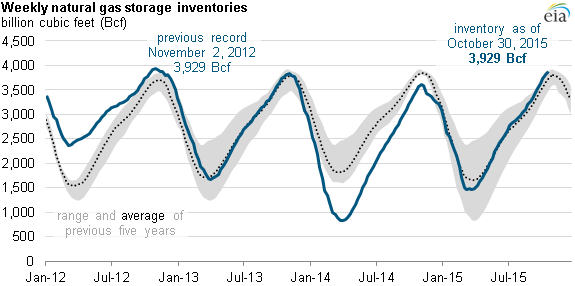 Weekly natural gas storage inventories
billion cubic feet (Bcf)
eia
previous record
November 2, 2012
3,929 Bcf
inventory as of
October 30, 2015
3,929 Bcf
4,500
4,000
3,500
3,000
2,500
2,000
1,500
1,000
500
0
range and average of
previous five years
Jan-12
Jul-12
Jan-13
Jul-13
Jan-14
Jul-14
Jan-15
Jul-15